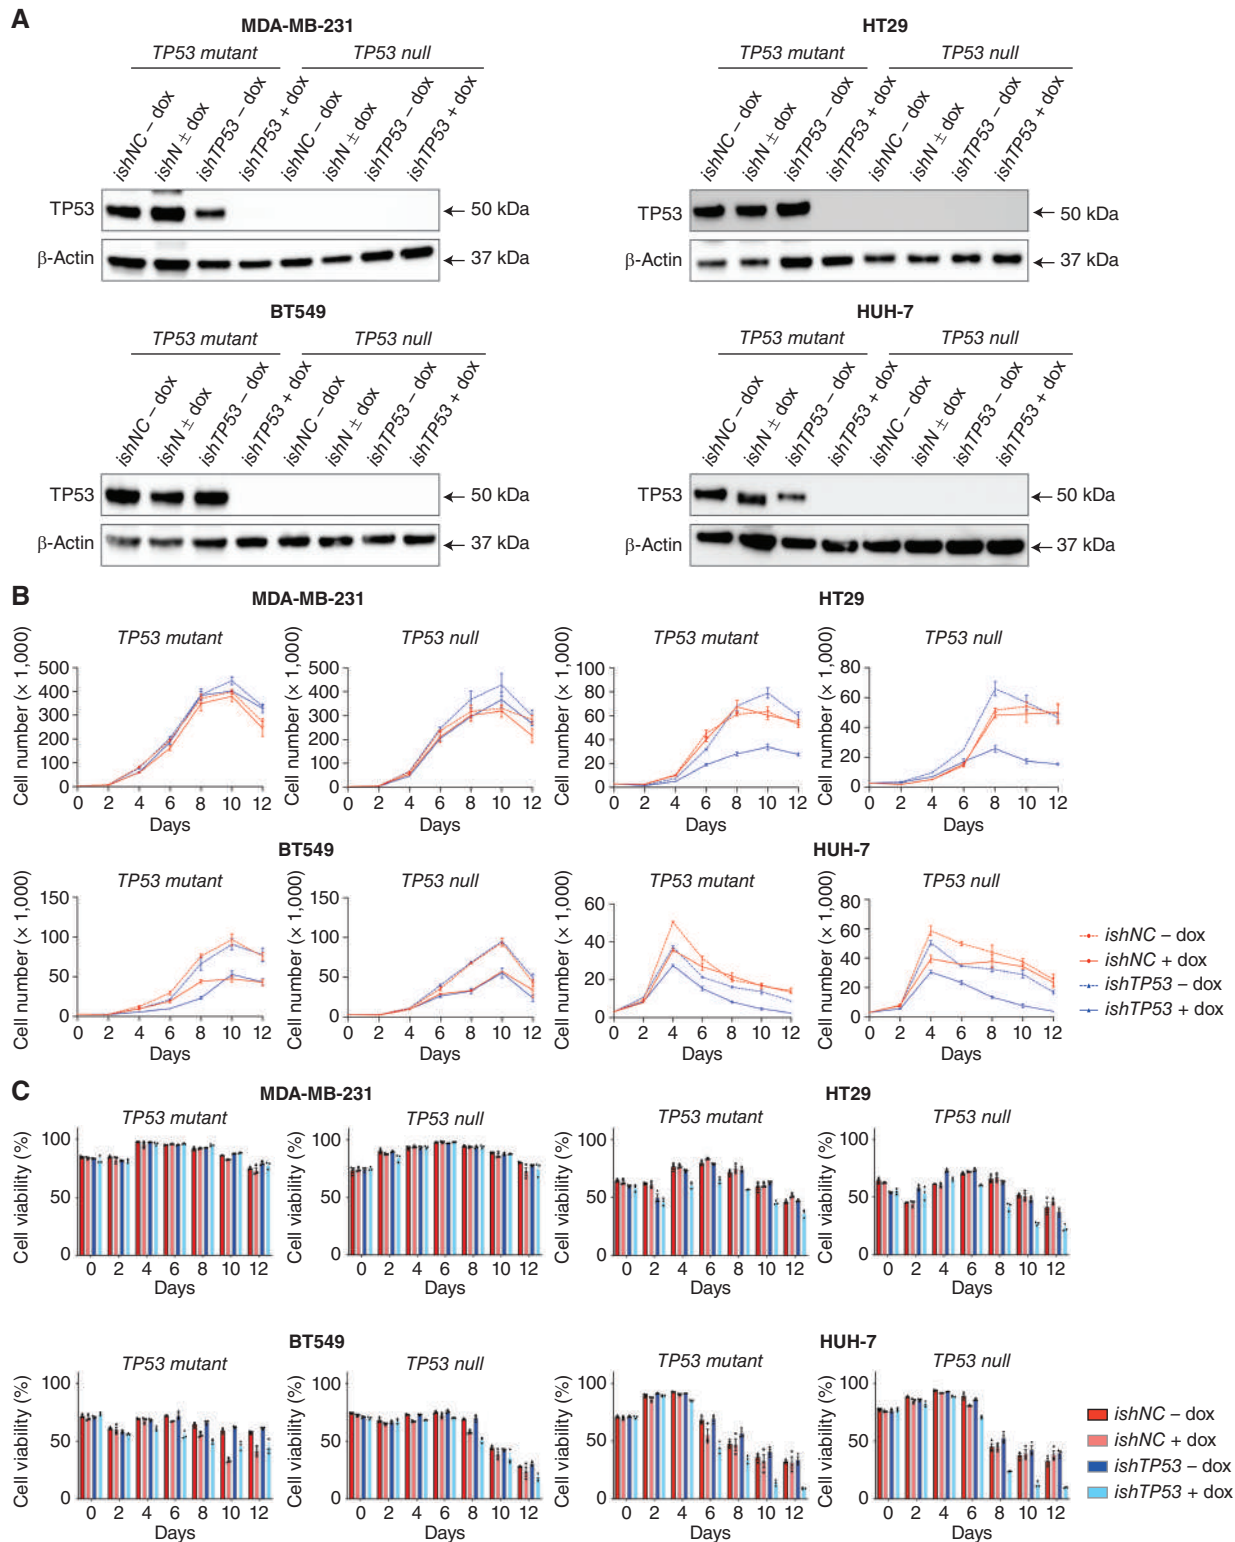 A
MDA-MB-231
HT29
TP53 mutant
TP53 null
TP53 mutant
TP53 null
ishNC – dox
ishN ± dox
ishTP53 – dox
ishTP53 + dox
ishNC – dox
ishN ± dox
ishTP53 – dox
ishTP53 + dox
ishNC – dox
ishN ± dox
ishTP53 – dox
ishTP53 + dox
ishNC – dox
ishN ± dox
ishTP53 – dox
ishTP53 + dox
TP53
← 50 kDa
TP53
← 50 kDa
β-Actin
← 37 kDa
β-Actin
← 37 kDa
BT549
HUH-7
TP53 mutant
TP53 null
TP53 mutant
TP53 null
ishNC – dox
ishN ± dox
ishTP53 – dox
ishTP53 + dox
ishNC – dox
ishN ± dox
ishTP53 – dox
ishTP53 + dox
ishNC – dox
ishN ± dox
ishTP53 – dox
ishTP53 + dox
ishNC – dox
ishN ± dox
ishTP53 – dox
ishTP53 + dox
TP53
← 50 kDa
TP53
← 50 kDa
β-Actin
← 37 kDa
β-Actin
← 37 kDa
B
MDA-MB-231
HT29
TP53 mutant
Cell number (× 1,000)
500
400
300
200
100
0
0 2 4 6 8 10 12
Days
TP53 null
Cell number (× 1,000)
500
400
300
200
100
0
0 2 4 6 8 10 12
Days
TP53 mutant
Cell number (× 1,000)
100
80
60
40
20
0
0 2 4 6 8 10 12
Days
TP53 null
Cell number (× 1,000)
80
60
40
20
0
0 2 4 6 8 10 12
Days
BT549
HUH-7
TP53 mutant
Cell number (× 1,000)
150
100
50
0
0 2 4 6 8 10 12
Days
TP53 null
Cell number (× 1,000)
150
100
50
0
0 2 4 6 8 10 12
Days
TP53 mutant
Cell number (× 1,000)
60
40
20
0
0 2 4 6 8 10 12
Days
TP53 null
Cell number (× 1,000)
80
60
40
20
0
0 2 4 6 8 10 12
Days
ishNC – dox
ishNC + dox
ishTP53 – dox
ishTP53 + dox
C
MDA-MB-231
HT29
TP53 mutant
Cell viability (%)
100
50
0
0 2 4 6 8 10 12
Days
TP53 null
Cell viability (%)
100
50
0
0 2 4 6 8 10 12
Days
TP53 mutant
Cell viability (%)
100
50
0
0 2 4 6 8 10 12
Days
TP53 null
Cell viability (%)
100
50
0
0 2 4 6 8 10 12
Days
BT549
HUH-7
TP53 mutant
Cell viability (%)
100
50
0
0 2 4 6 8 10 12
Days
TP53 null
Cell viability (%)
100
50
0
0 2 4 6 8 10 12
Days
TP53 mutant
Cell viability (%)
100
50
0
0 2 4 6 8 10 12
Days
TP53 null
Cell viability (%)
100
50
0
0 2 4 6 8 10 12
Days
ishNC – dox
ishNC + dox
ishTP53 – dox
ishTP53 + dox